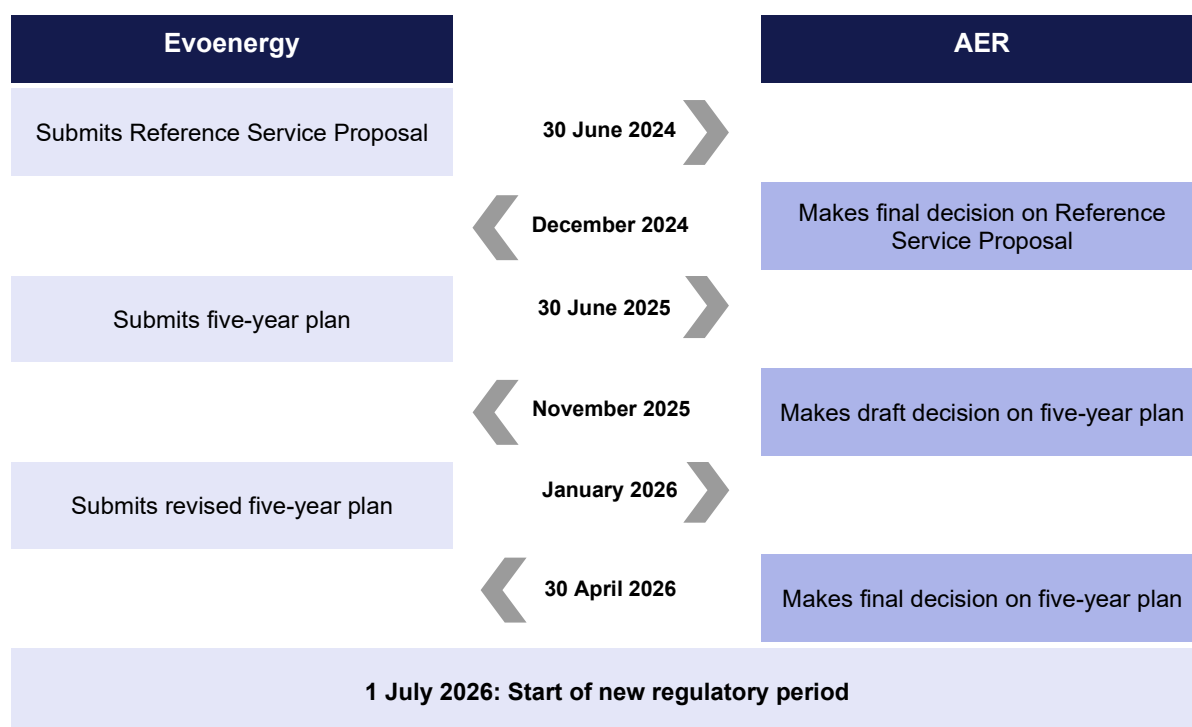 Evoenergy
AER
Submits Reference Service Proposal
30 June 2024
December 2024
Makes final decision on Reference
Service Proposal
Submits five-year plan
30 June 2025
November 2025
Makes draft decision on five-year plan
Submits revised five-year plan
January 2026
30 April 2026
Makes final decision on five-year plan
1 July 2026: Start of new regulatory period